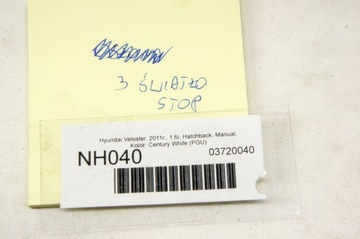 3 ŚWIATŁO
STOP
Hyundai Veloster, 2011r., 1.6i, Hatchback, Manual,
Kolor: Century White (PGU)
NH040
03720040